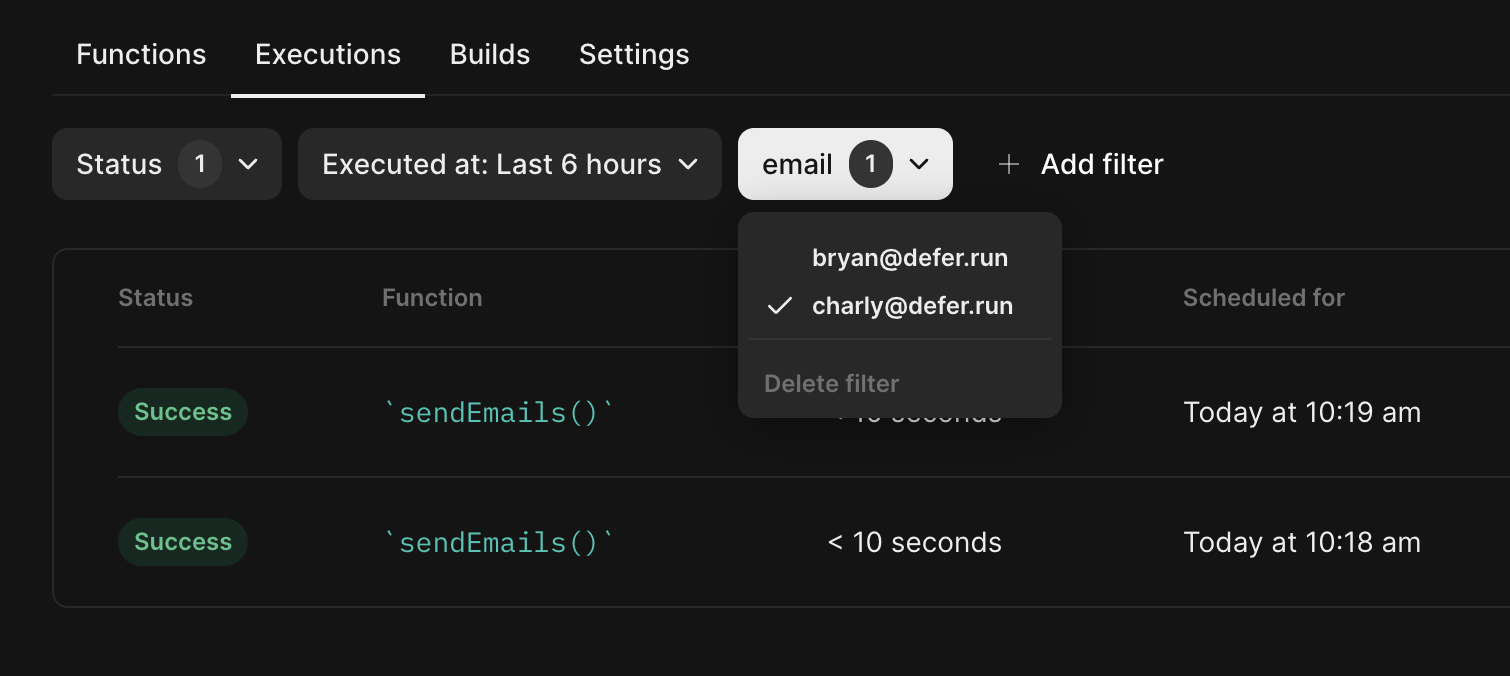 Functions Executions Builds Settings
Status 1 Executed at: Last 6 hours email 1 + Add filter
bryan@defer.run
charly@defer.run
Delete filter
Status Function Scheduled for
Success `sendEmails()` seconds Today at 10:19 am
Success `sendEmails()` < 10 seconds Today at 10:18 am